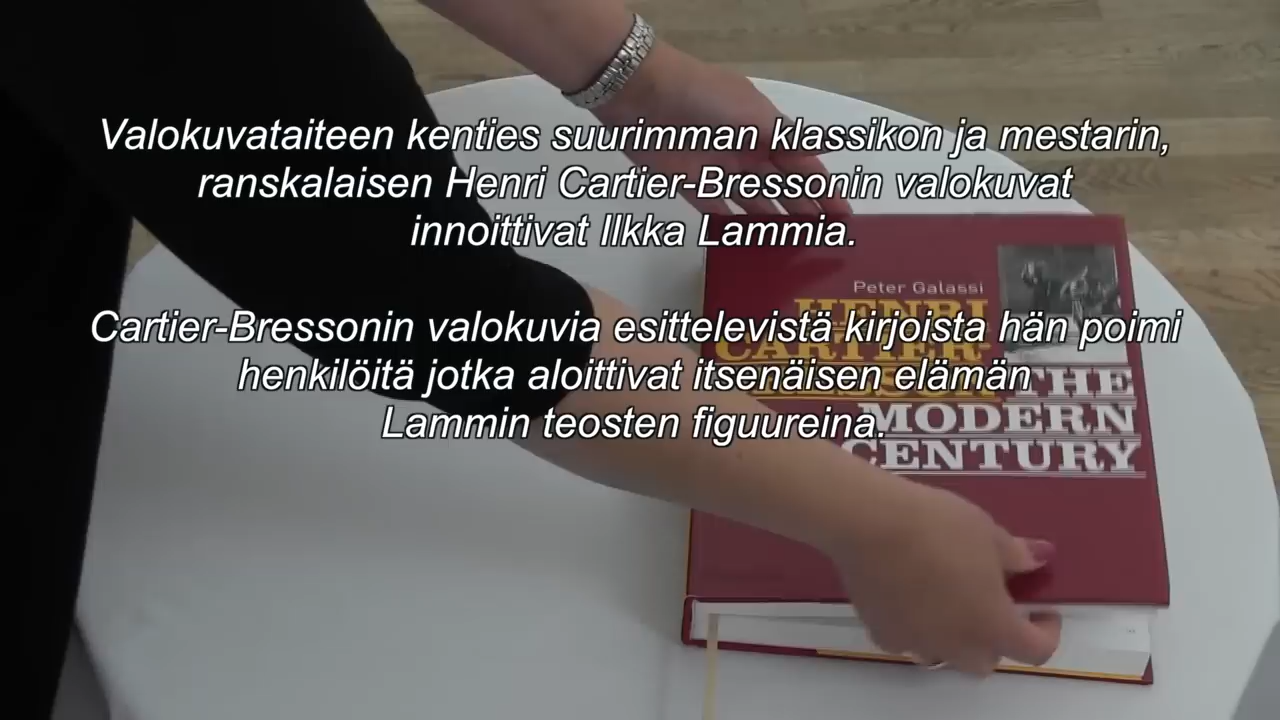 Valokuvataiteen kenties suurimman klassikon ja mestarin,
ranskalaisen Henri Cartier-Bressonin valokuvat
innoittivat Ilkka Lammia.
Cartier-Bressonin valokuvia esittelevistä kirjoista hän poimi
henkilöitä jotka aloittivat itsenäisen elämän
Lammin teosten figuureina.
Peter Galassi
HENRI
CARTIER-
BRESSON THE
MODERN
CENTURY